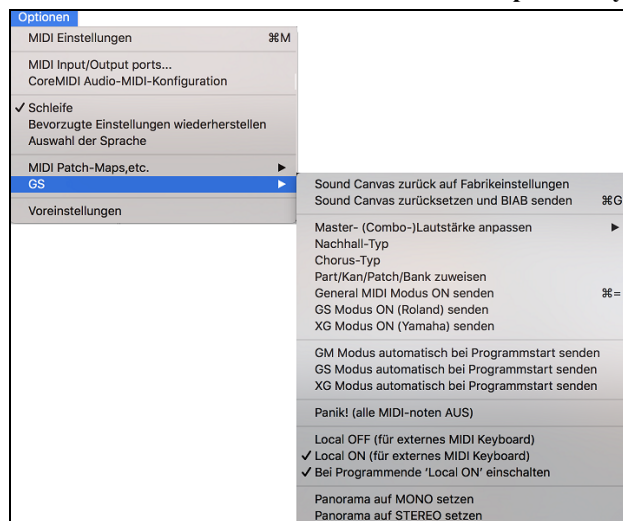 Optionen
MIDI Einstellungen ⌘M
MIDI Input/Output ports...
CoreMIDI Audio-MIDI-Konfiguration
✓ Schleife
Bevorzugte Einstellungen wiederherstellen
Auswahl der Sprache
MIDI Patch-Maps,etc. ▶
GS ▶
Voreinstellungen
Sound Canvas zurück auf Fabrikeinstellungen
Sound Canvas zurücksetzen und BIAB senden ⌘G
Master- (Combo-)Lautstärke anpassen ▶
Nachhall-Typ
Chorus-Typ
Part/Kan/Patch/Bank zuweisen
General MIDI Modus ON senden ⌘=
GS Modus ON (Roland) senden
XG Modus ON (Yamaha) senden
GM Modus automatisch bei Programmstart senden
GS Modus automatisch bei Programmstart senden
XG Modus automatisch bei Programmstart senden
Panik! (alle MIDI-noten AUS)
Local OFF (für externes MIDI Keyboard)
✓ Local ON (für externes MIDI Keyboard)
✓ Bei Programmende 'Local ON' einschalten
Panorama auf MONO setzen
Panorama auf STEREO setzen